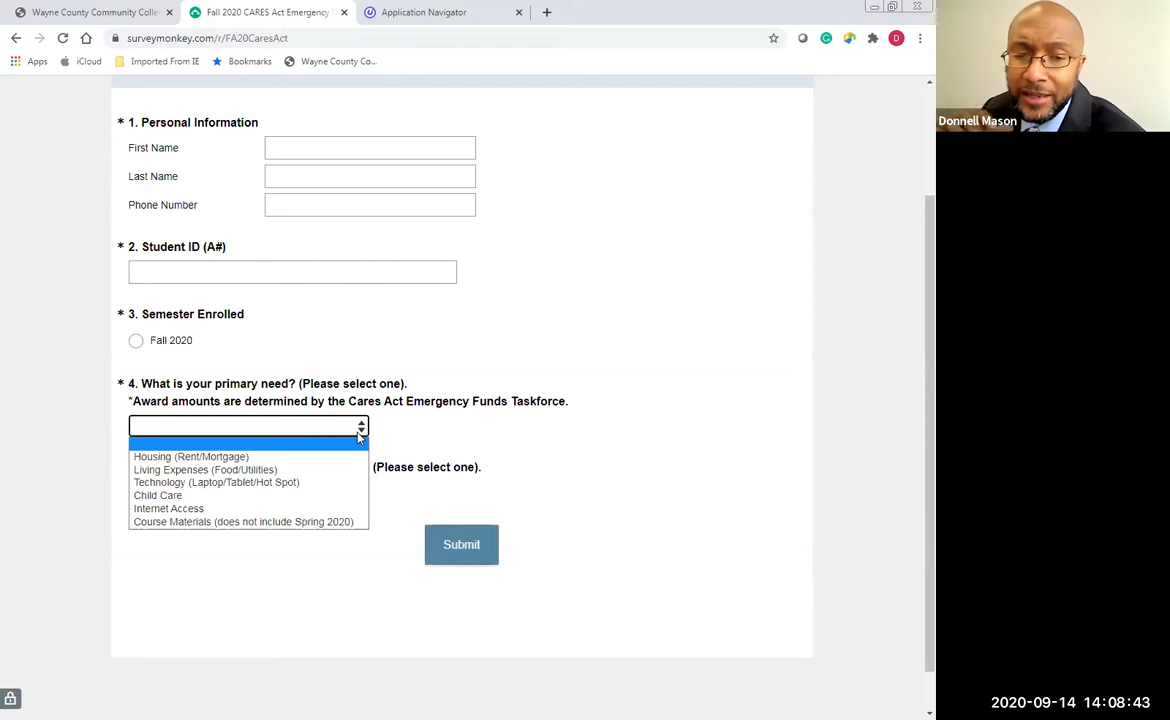 Wayne County Community Colle
Fall 2020 CARES Act Emergency
Application Navigator
surveymonkey.com/r/FA20CaresAct
Apps
iCloud
Imported From IE
Bookmarks
Wayne County Co...
* 1. Personal Information
First Name
Last Name
Phone Number
* 2. Student ID (A#)
* 3. Semester Enrolled
Fall 2020
* 4. What is your primary need? (Please select one).
*Award amounts are determined by the Cares Act Emergency Funds Taskforce.
Housing (Rent/Mortgage)
Living Expenses (Food/Utilities)
Technology (Laptop/Tablet/Hot Spot)
Child Care
Internet Access
Course Materials (does not include Spring 2020)
(Please select one).
Submit
Donnell Mason
D
2020-09-14 14:08:43